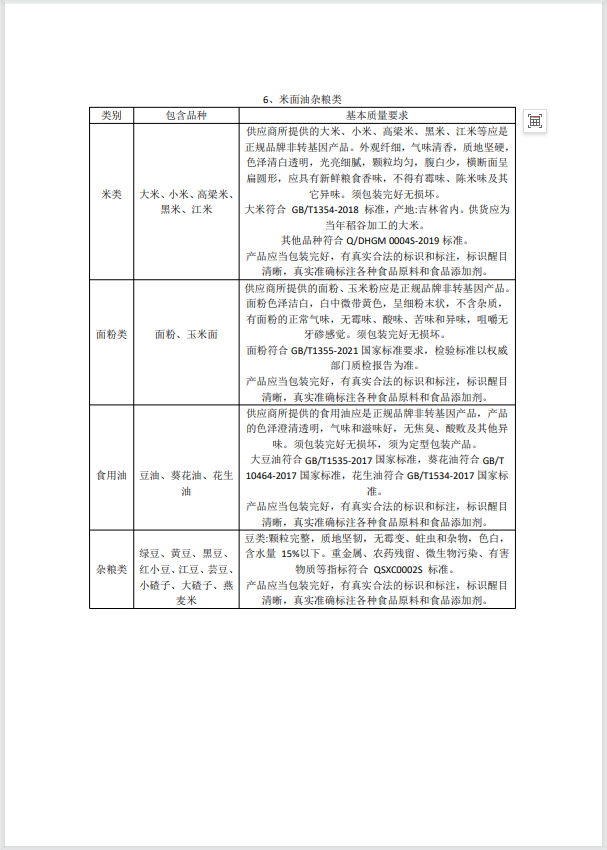 6、米面油杂粮类
类别 包含品种 基本质量要求
米类
大米、小米、高粱米、
黑米、江米
供应商所提供的大米、小米、高粱米、黑米、江米等应是
正规品牌非转基因产品。外观纤细，气味清香，质地坚硬，
色泽清白透明，光亮细腻，颗粒均匀，腹白少，横断面呈
扁圆形，应具有新鲜粮食香味，不得有霉味、陈米味及其
它异味。须包装完好无损坏。
大米符合 GB/T1354-2018 标准，产地:吉林省内。供货应为
当年稻谷加工的大米。
其他品种符合 Q/DHGM 0004S-2019 标准。
产品应当包装完好，有真实合法的标识和标注，标识醒目
清晰，真实准确标注各种食品原料和食品添加剂。
面粉类
面粉、玉米面
供应商所提供的面粉、玉米粉应是正规品牌非转基因产品。
面粉色泽洁白，白中微带黄色，呈细粉末状，不含杂质，
有面粉的正常气味，无霉味、酸味、苦味和异味，咀嚼无
牙碜感觉。须包装完好无损坏。
面粉符合 GB/T1355-2021 国家标准要求，检验标准以权威
部门质检报告为准。
产品应当包装完好，有真实合法的标识和标注，标识醒目
清晰，真实准确标注各种食品原料和食品添加剂。
食用油
豆油、葵花油、花生
油
供应商所提供的食用油应是正规品牌非转基因产品，产品
的色泽澄清透明，气味和滋味好，无焦臭、酸败及其他异
味。须包装完好无损坏，须为定型包装产品。
大豆油符合 GB/T1535-2017 国家标准，葵花油符合 GB/T
10464-2017 国家标准，花生油符合 GB/T1534-2017 国家标
准。
产品应当包装完好，有真实合法的标识和标注，标识醒目
清晰，真实准确标注各种食品原料和食品添加剂。
杂粮类
绿豆、黄豆、黑豆、
红小豆、江豆、芸豆、
小碴子、大碴子、燕
麦米
豆类:颗粒完整，质地坚韧，无霉变、蛀虫和杂物，色白，
含水量 15%以下。重金属、农药残留、微生物污染、有害
物质等指标符合 QSXC0002S 标准。
产品应当包装完好，有真实合法的标识和标注，标识醒目
清晰，真实准确标注各种食品原料和食品添加剂。